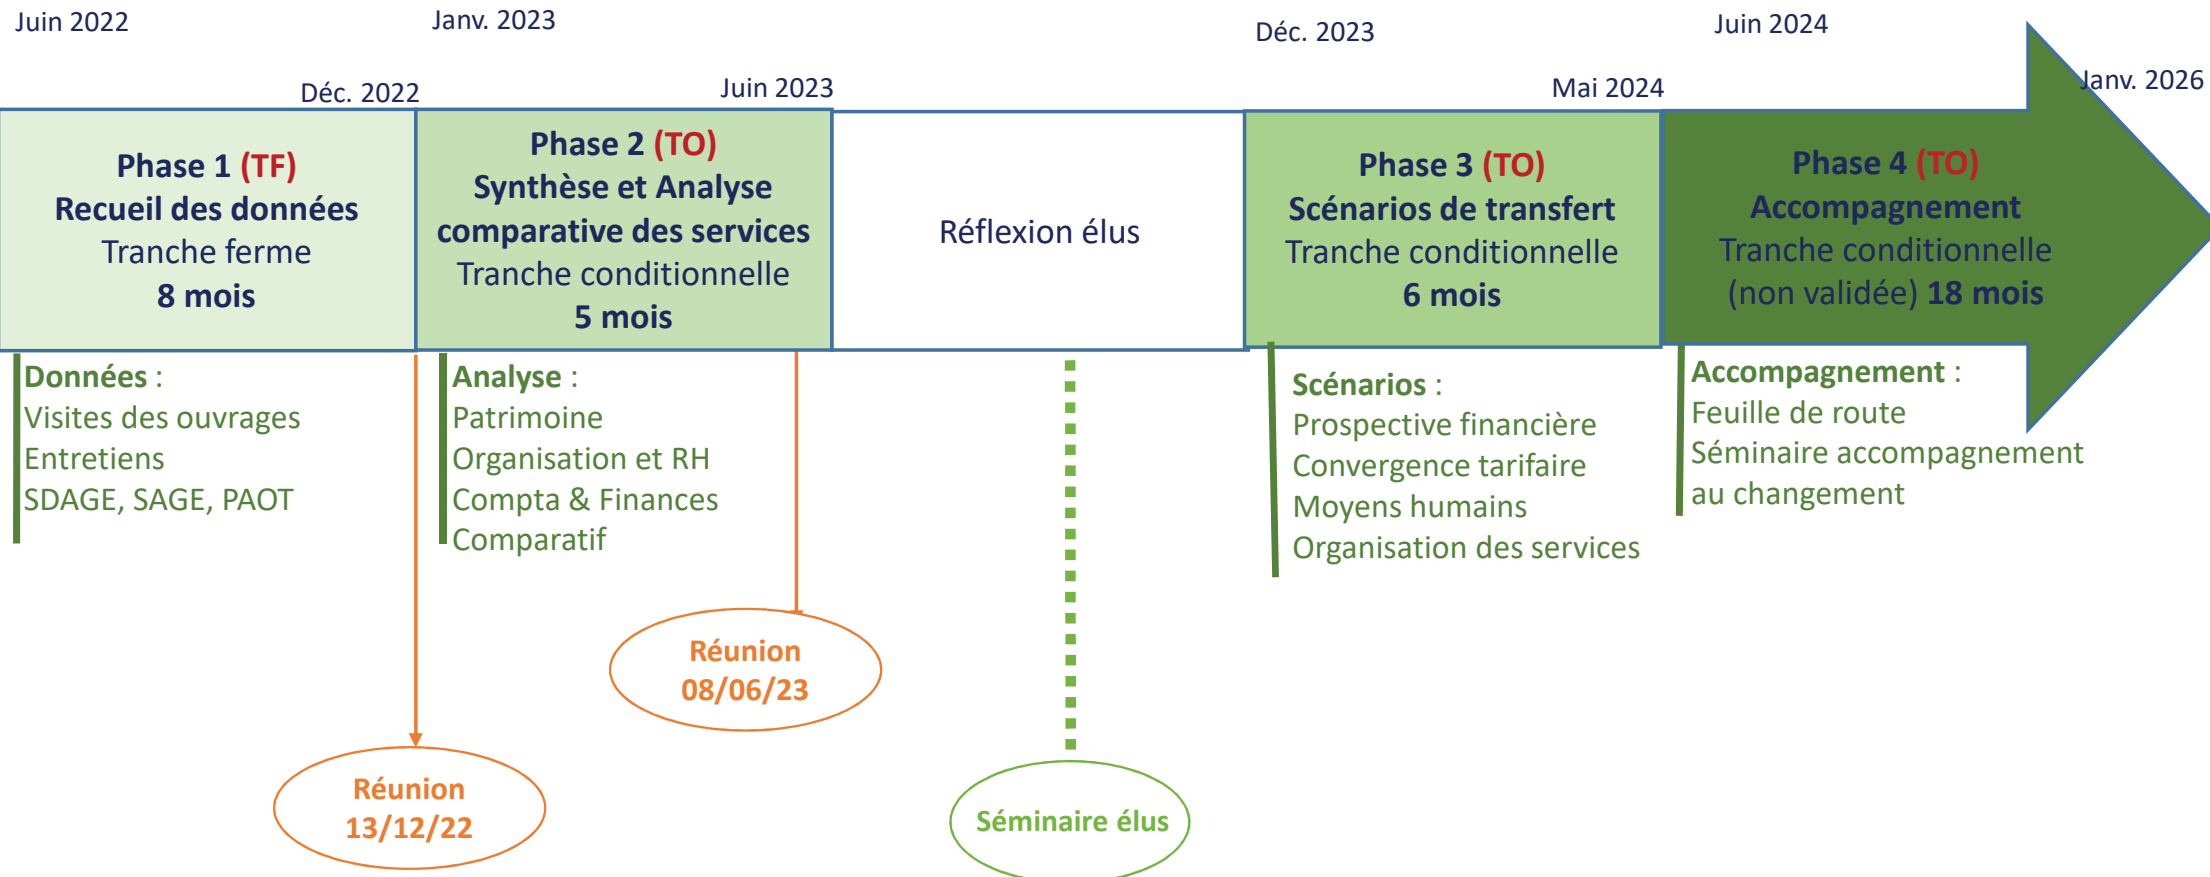 Juin 2022
Janv. 2023
Déc. 2023
Juin 2024
Déc. 2022
Juin 2023
Mai 2024
Janv. 2026
Phase 1 (TF)
Recueil des données
Tranche ferme
8 mois
Phase 2 (TO)
Synthèse et Analyse
comparative des services
Tranche conditionnelle
5 mois
Réflexion élus
Phase 3 (TO)
Scénarios de transfert
Tranche conditionnelle
6 mois
Phase 4 (TO)
Accompagnement
Tranche conditionnelle
(non validée) 18 mois
Données :
Visites des ouvrages
Entretiens
SDAGE, SAGE, PAOT
Analyse :
Patrimoine
Organisation et RH
Compta & Finances
Comparatif
Scénarios :
Prospective financière
Convergence tarifaire
Moyens humains
Organisation des services
Accompagnement :
Feuille de route
Séminaire accompagnement
au changement
Réunion
08/06/23
Réunion
13/12/22
Séminaire élus